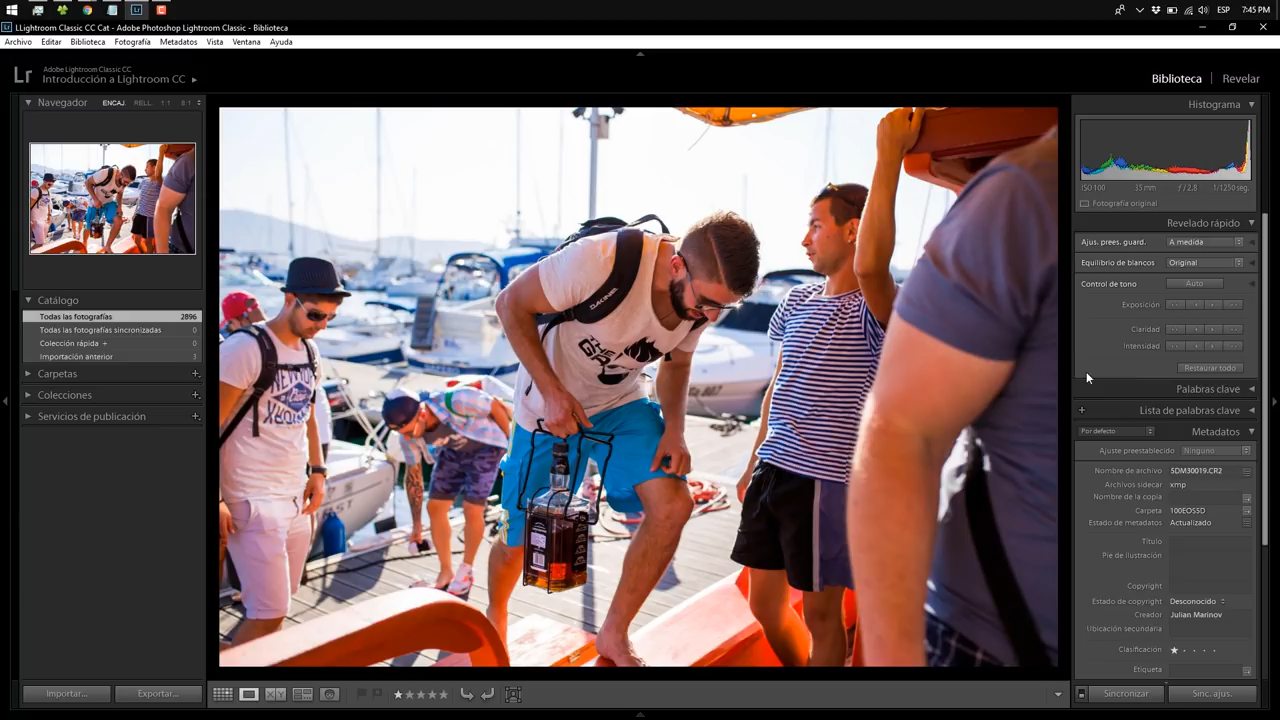 ESP 7:45 PM
LLightroom Classic CC Cat - Adobe Photoshop Lightroom Classic - Biblioteca
Archivo Editar Biblioteca Fotografía Metadatos Vista Ventana Ayuda
Lr Adobe Lightroom Classic CC
Introducción a Lightroom CC
Biblioteca | Revelar
Navegador ENCAJ. RELL. 1:1 8:1
Catálogo
Todas las fotografías 2896
Todas las fotografías sincronizadas 0
Colección rápida + 0
Importación anterior 3
Carpetas
Colecciones
Servicios de publicación
Importar...
Exportar...
DAKINE
THE
Histograma
ISO 100 35 mm ƒ / 2,8 1/1250 seg.
Fotografía original
Revelado rápido
Ajus. prees. guard. A medida
Equilibrio de blancos Original
Control de tono Auto
Exposición
Claridad
Intensidad
Restaurar todo
Palabras clave
Lista de palabras clave
Por defecto Metadatos
Ajuste preestablecido Ninguno
Nombre de archivo 5DM30019.CR2
Archivos sidecar xmp
Nombre de la copia
Carpeta 100EOS5D
Estado de metadatos Actualizado
Título
Pie de ilustración
Copyright
Estado de copyright Desconocido
Creador Julian Marinov
Ubicación secundaria
Clasificación
Etiqueta
Sincronizar
Sinc. ajus.